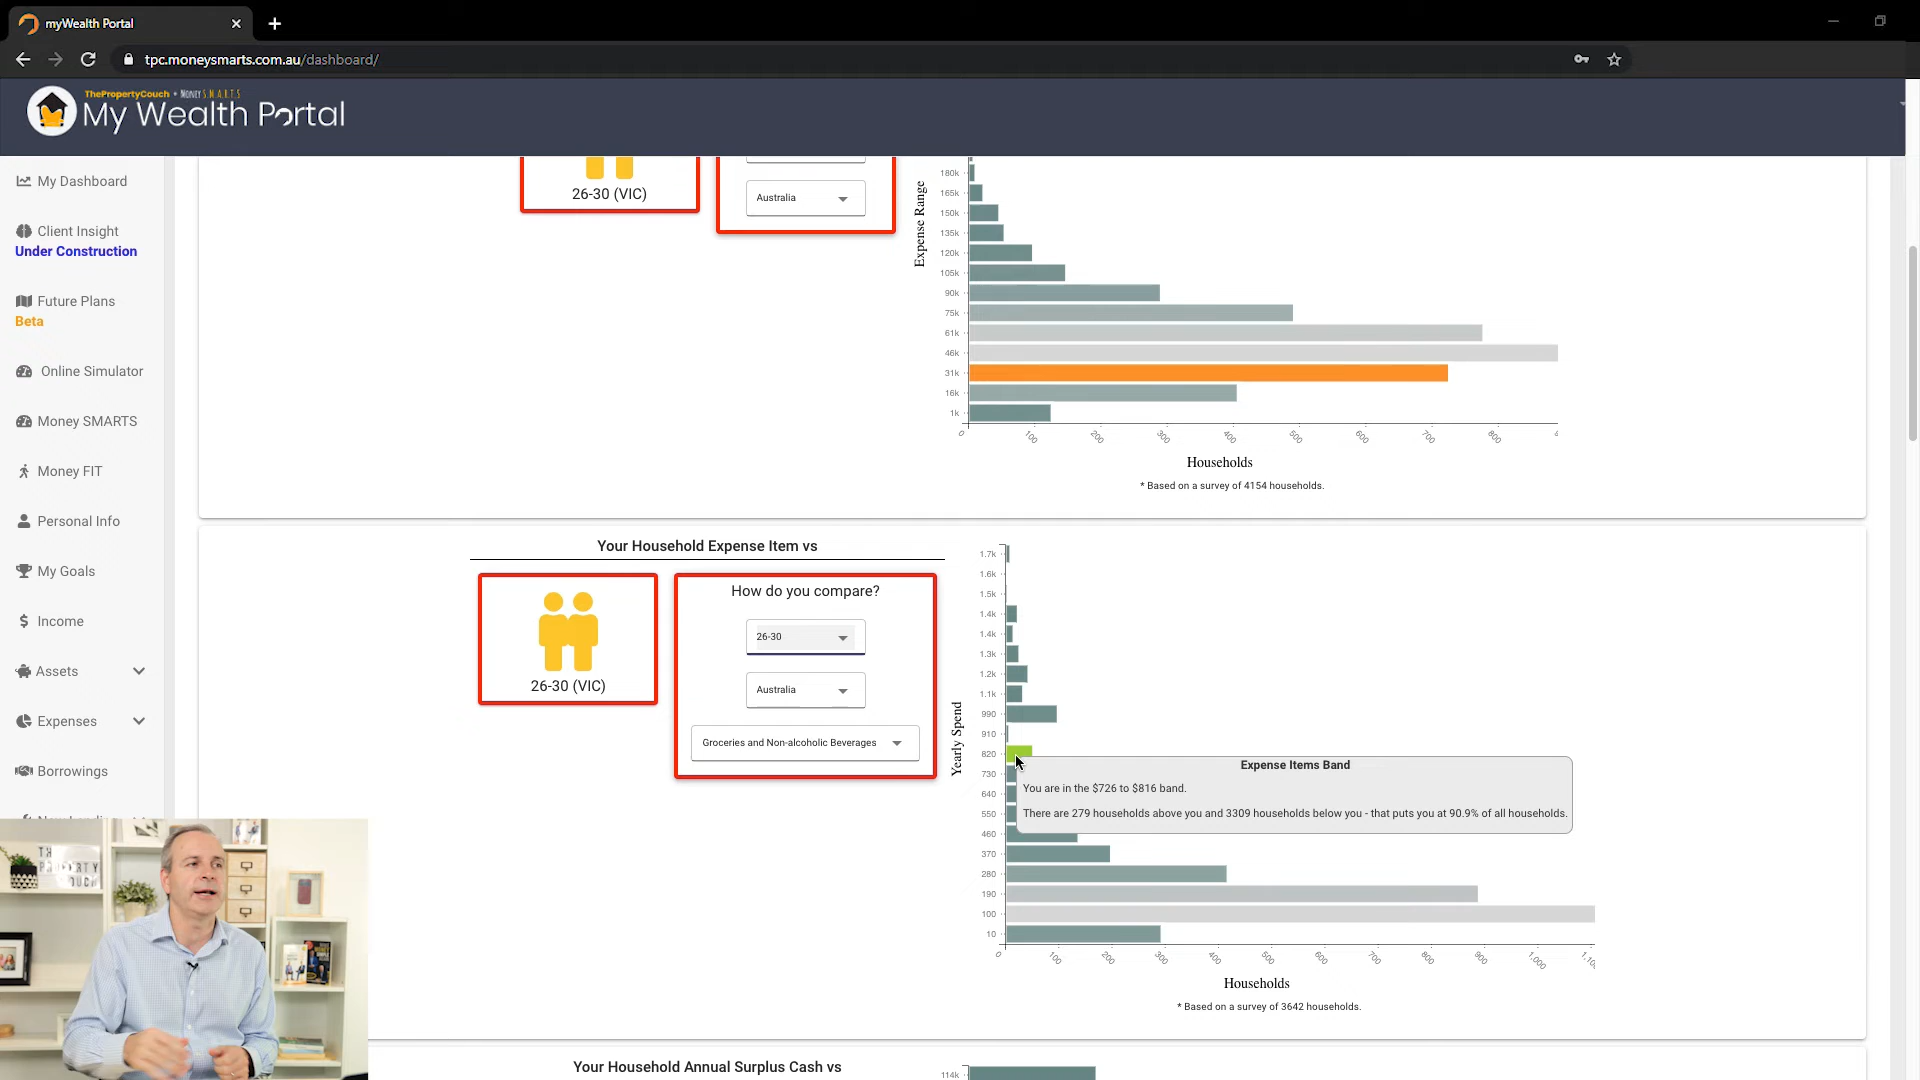 myWealth Portal
tpc.moneysmarts.com.au/dashboard/
ThePropertyCouch • MONEY S.M.A.R.T.S
My Wealth Portal
My Dashboard
Client Insight
Under Construction
Future Plans
Beta
Online Simulator
Money SMARTS
Money FIT
Personal Info
My Goals
Income
Assets
Expenses
Borrowings
26-30 (VIC)
Australia
Expense Range
180k
165k
150k
135k
120k
105k
90k
75k
61k
46k
31k
16k
1k
0 100 200 300 400 500 600 700 800
Households
* Based on a survey of 4154 households.
Your Household Expense Item vs
26-30 (VIC)
How do you compare?
26-30
Australia
Groceries and Non-alcoholic Beverages
Yearly Spend
1.7k
1.6k
1.5k
1.4k
1.4k
1.3k
1.2k
1.1k
990
910
820
730
640
550
460
370
280
190
100
10
Expense Items Band
You are in the $726 to $816 band.
There are 279 households above you and 3309 households below you - that puts you at 90.9% of all households.
0 100 200 300 400 500 600 700 800 900 1,000
Households
* Based on a survey of 3642 households.
Your Household Annual Surplus Cash vs
114k